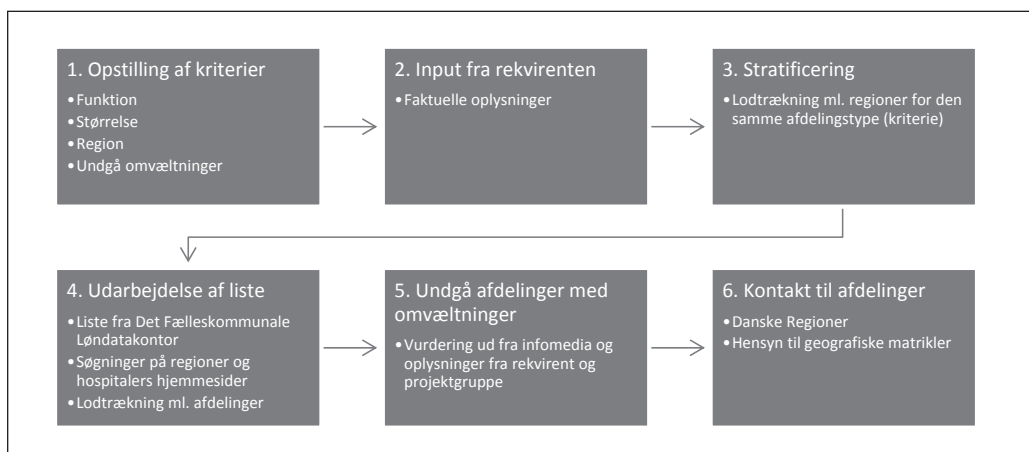 1. Opstilling af kriterier
•Funktion
•Størrelse
•Region
•Undgå omvæltninger
2. Input fra rekvirenten
•Faktuelle oplysninger
3. Stratificering
•Lodtrækning ml. regioner for den
samme afdelingstype (kriterie)
4. Udarbejdelse af liste
•Liste fra Det Fælleskommunale
Løndatakontor
•Søgninger på regioner og
hospitalers hjemmesider
•Lodtrækning ml. afdelinger
5. Undgå afdelinger med
omvæltninger
•Vurdering ud fra infomedia og
oplysninger fra rekvirent og
projektgruppe
6. Kontakt til afdelinger
•Danske Regioner
•Hensyn til geografiske matrikler